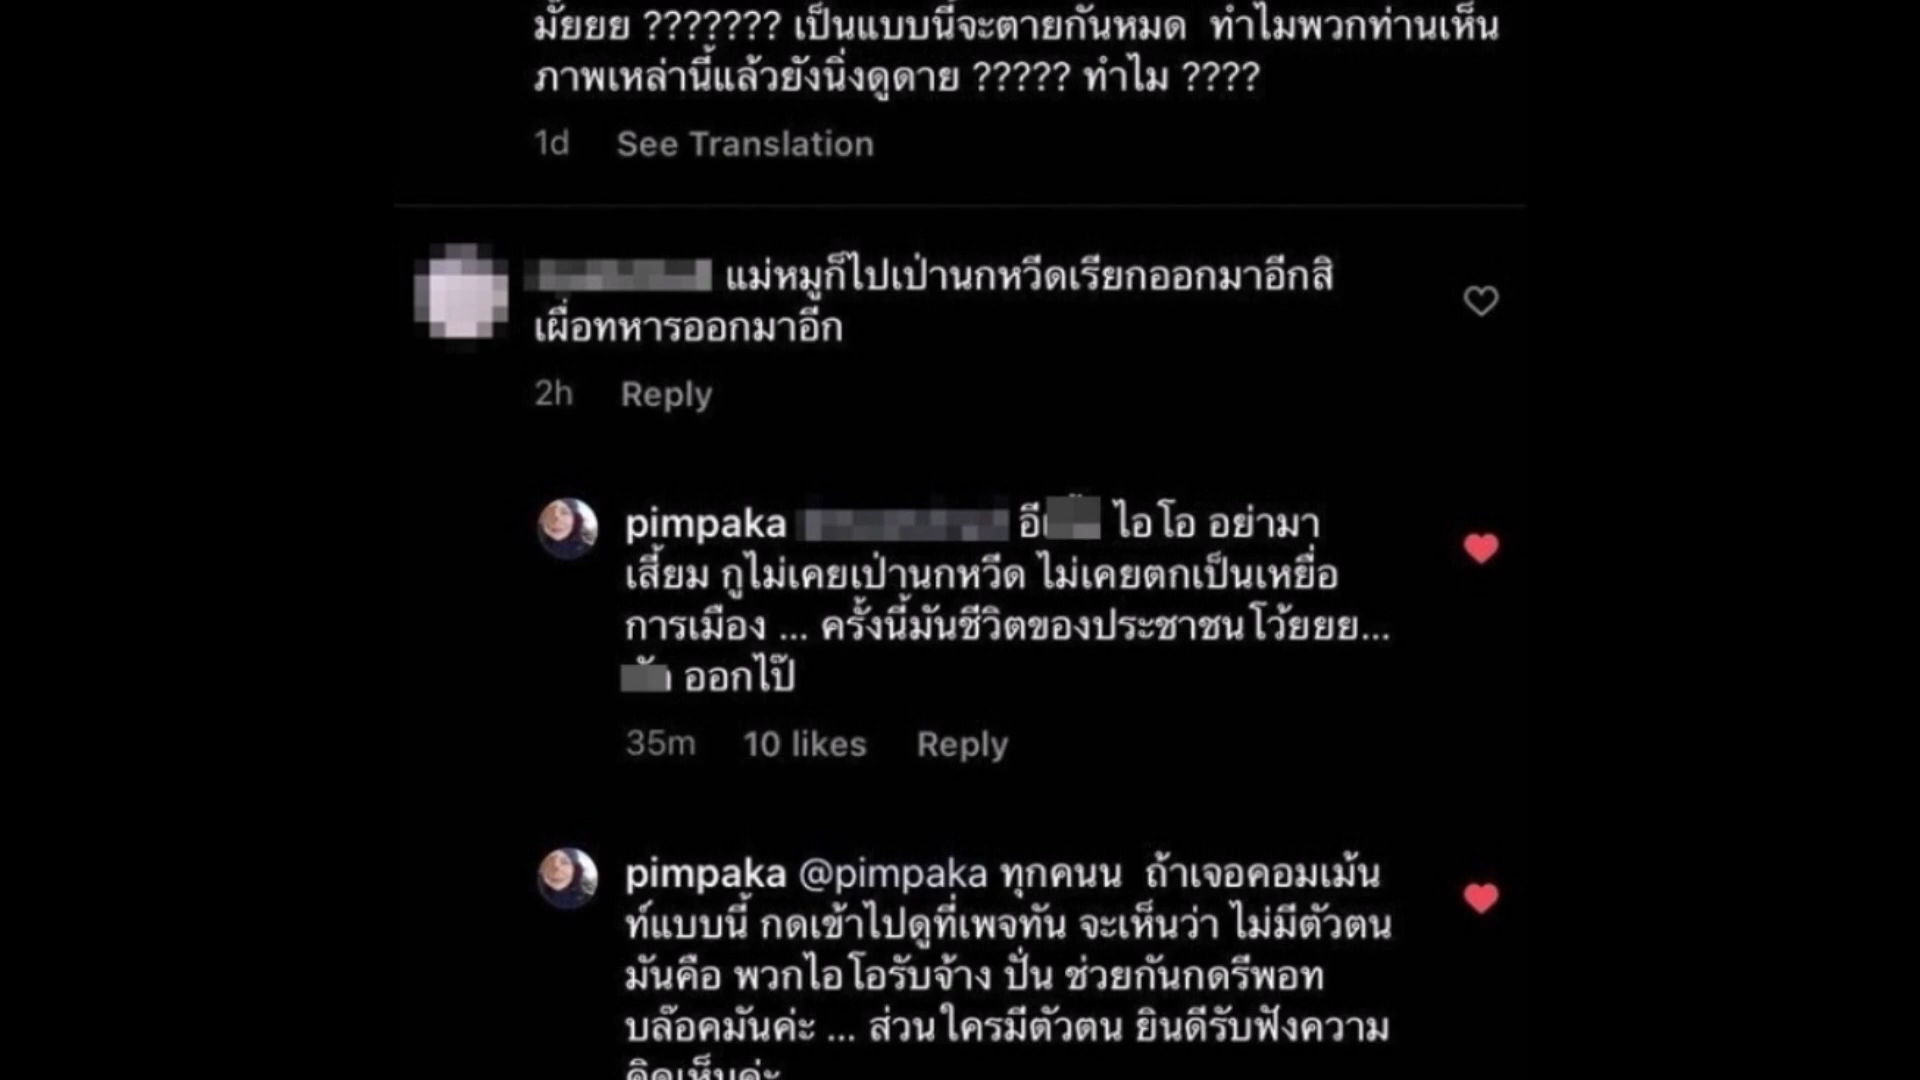 มั้ยยย ??????? เป็นแบบนี้จะตายกันหมด ทำไมพวกท่านเห็น
ภาพเหล่านี้แล้วยังนิ่งดูดาย ????? ทำไม ????
1d See Translation
แม่หมูก็ไปเป่านกหวีดเรียกออกมาอีกสิ
เผื่อทหารออกมาอีก
2h Reply
pimpaka ไอโอ อย่ามา
เสี้ยม กูไม่เคยเป่านกหวีด ไม่เคยตกเป็นเหยื่อ
การเมือง ... ครั้งนี้มันชีวิตของประชาชนโว้ยยย...
ออกไป๊
35m 10 likes Reply
pimpaka @pimpaka ทุกคนน ถ้าเจอคอมเม้น
ท์แบบนี้ กดเข้าไปดูที่เพจทัน จะเห็นว่า ไม่มีตัวตน
มันคือ พวกไอโอรับจ้าง ปั่น ช่วยกันกดรีพอท
บล๊อคมันค่ะ ... ส่วนใครมีตัวตน ยินดีรับฟังความ
คิดเห็นค่ะ